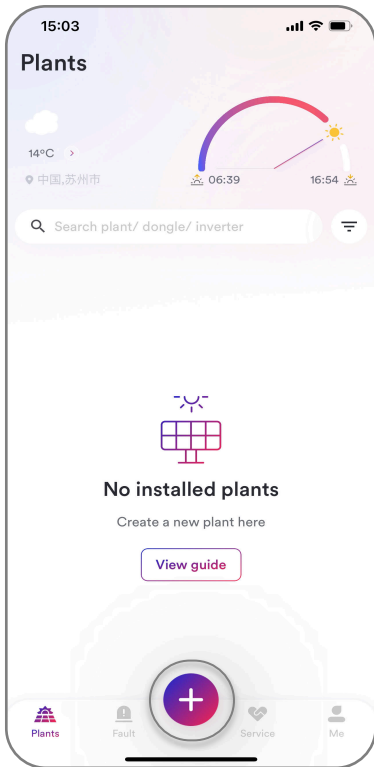 15:03
Plants
14°C >
中国,苏州市
06:39
16:54
Search plant/ dongle/ inverter
No installed plants
Create a new plant here
View guide
Plants
Fault
Service
Me